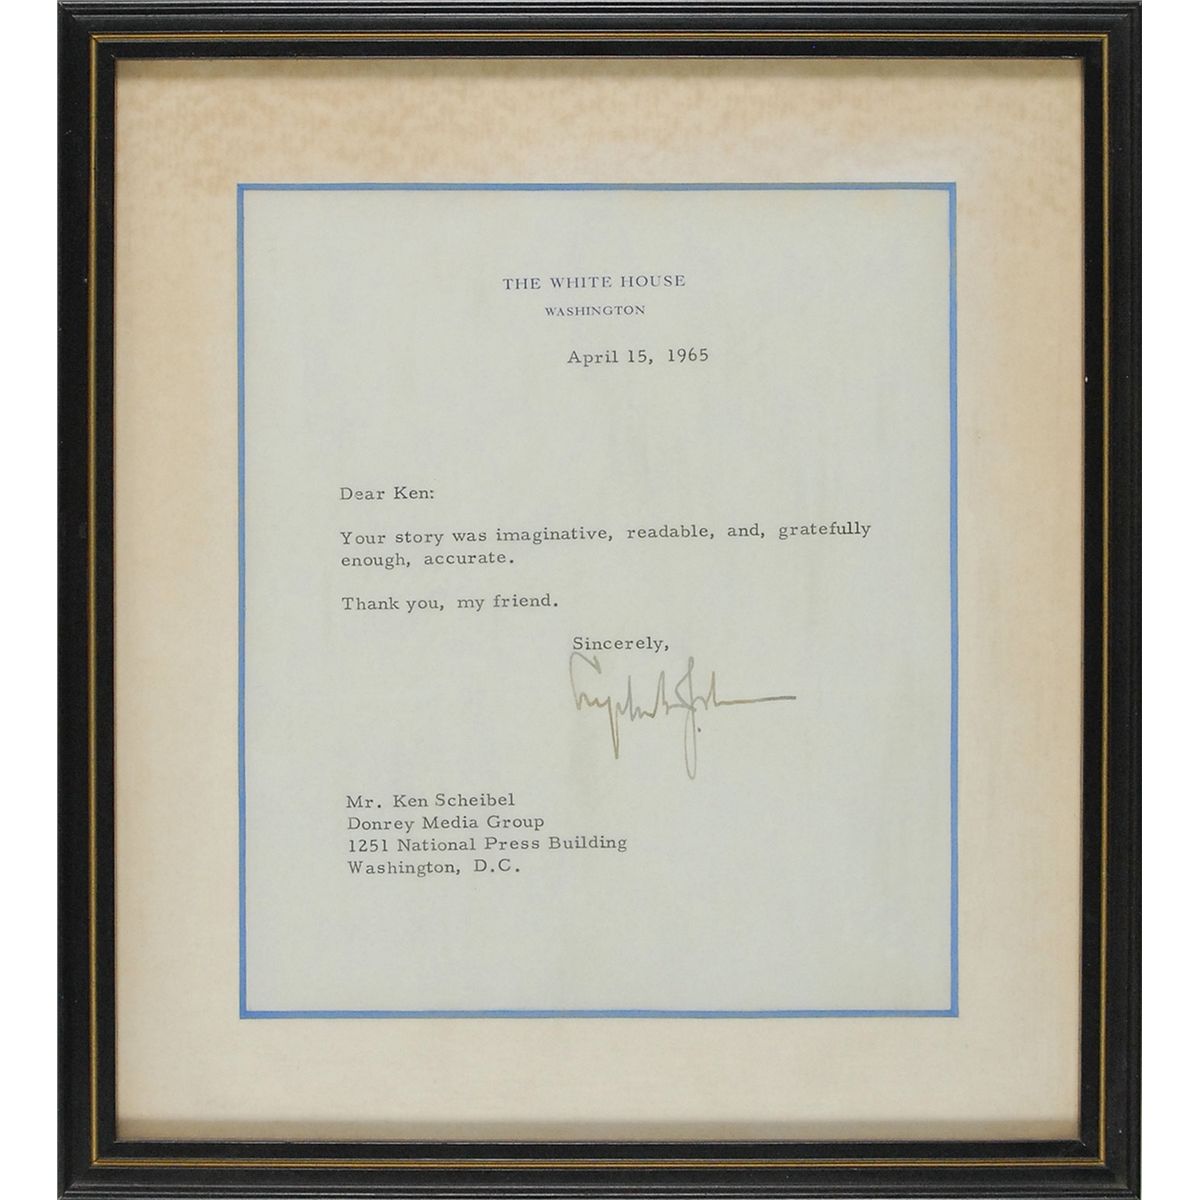 THE WHITE HOUSE
WASHINGTON
April 15, 1965
Dear Ken:
Your story was imaginative, readable, and, gratefully
enough, accurate.
Thank you, my friend.
Sincerely,
Mr. Ken Scheibel
Donrey Media Group
1251 National Press Building
Washington, D.C.